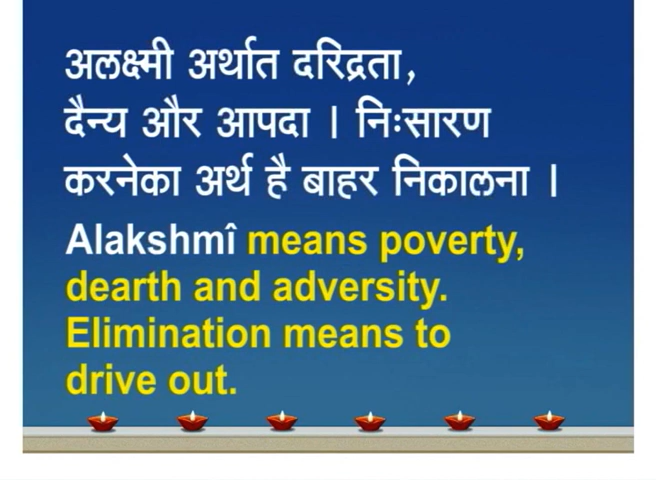 अलक्ष्मी अर्थात दरिद्रता,
दैन्य और आपदा । निःसारण
करनेका अर्थ है बाहर निकालना ।
Alakshmî means poverty,
dearth and adversity.
Elimination means to
drive out.